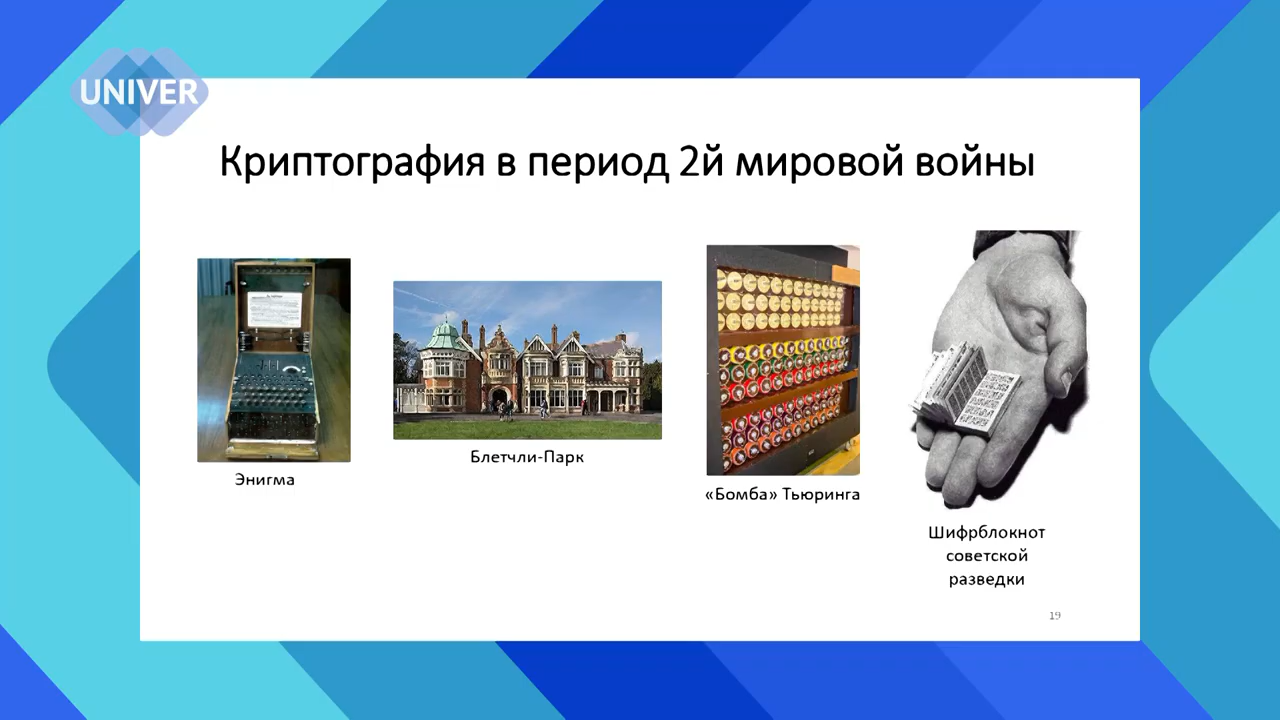 UNIVER
Криптография в период 2й мировой войны
Энигма
Блетчли-Парк
«Бомба» Тьюринга
Шифрблокнот
советской
разведки
19